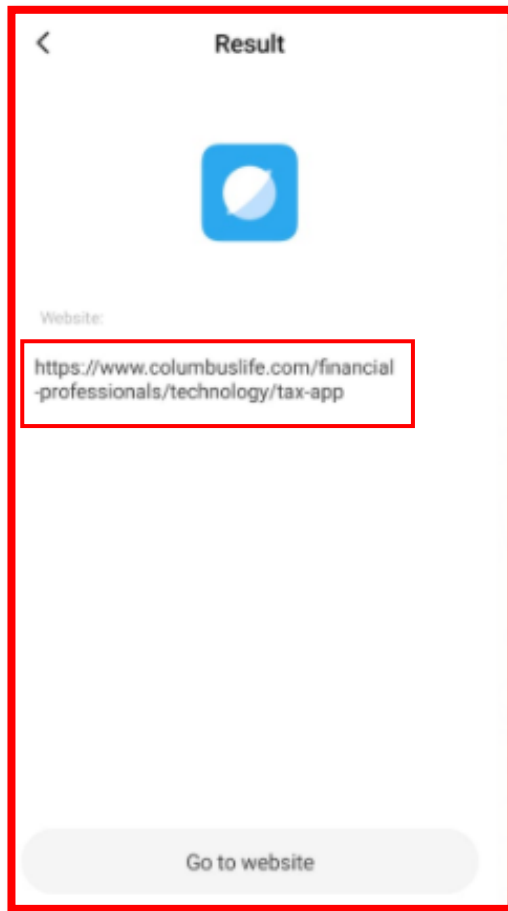 Result
Website:
https://www.columbuslife.com/financial
-professionals/technology/tax-app
Go to website